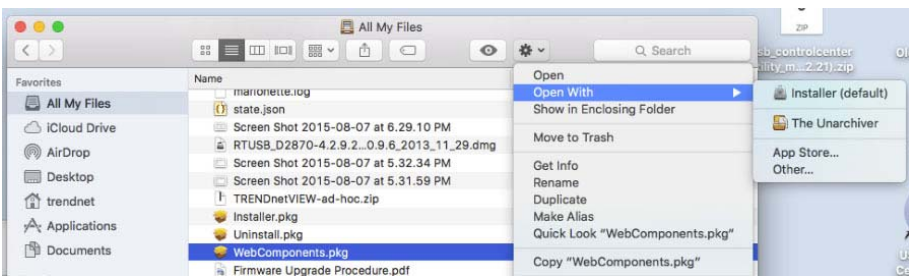 All My Files
ZIP
Search
sb_controlcenter
ility_m...2.21).zip
Favorites
All My Files
iCloud Drive
AirDrop
Desktop
trendnet
Applications
Documents
Name
marionette.log
state.json
Screen Shot 2015-08-07 at 6.29.10 PM
RTUSB_D2870-4.2.9.2...0.9.6_2013_11_29.dmg
Screen Shot 2015-08-07 at 5.32.34 PM
Screen Shot 2015-08-07 at 5.31.59 PM
TRENDnetVIEW-ad-hoc.zip
Installer.pkg
Uninstall.pkg
WebComponents.pkg
Firmware Upgrade Procedure.pdf
Open
Open With
Show in Enclosing Folder
Move to Trash
Get Info
Rename
Duplicate
Make Alias
Quick Look “WebComponents.pkg”
Copy “WebComponents.pkg”
Installer (default)
The Unarchiver
App Store...
Other...